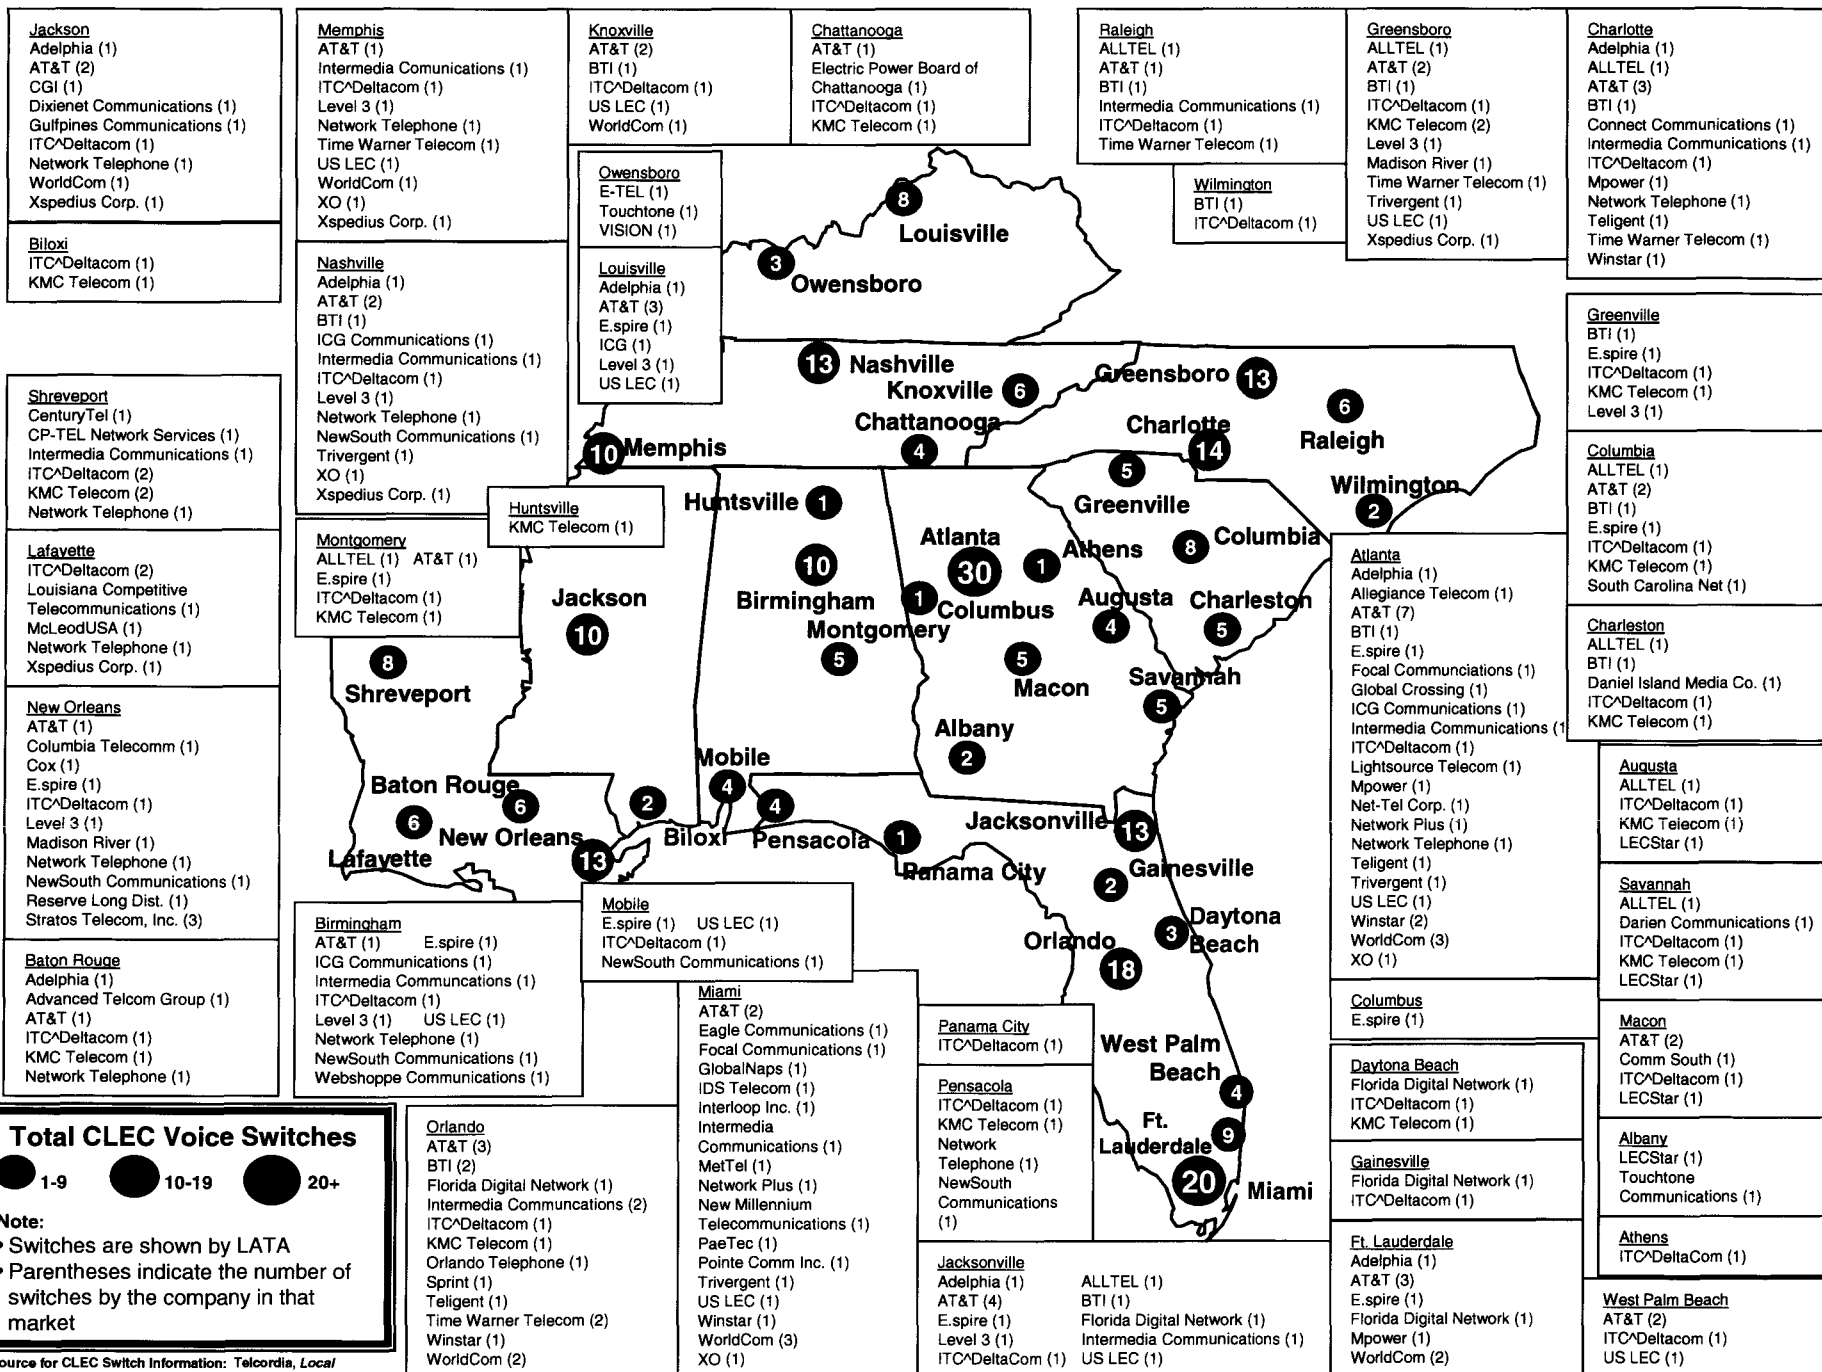 Jackson
Adelphia (1)
AT&T (2)
CGI (1)
Dixienet Communications (1)
Gulfpines Communications (1)
ITC^Deltacom (1)
Network Telephone (1)
WorldCom (1)
Xspedius Corp. (1)
Biloxi
ITC^Deltacom (1)
KMC Telecom (1)
Memphis
AT&T (1)
Intermedia Comunications (1)
ITC^Deltacom (1)
Level 3 (1)
Network Telephone (1)
Time Warner Telecom (1)
US LEC (1)
WorldCom (1)
XO (1)
Xspedius Corp. (1)
Nashville
Adelphia (1)
AT&T (2)
BTI (1)
ICG Communications (1)
Intermedia Communications (1)
ITC^Deltacom (1)
Level 3 (1)
Network Telephone (1)
NewSouth Communications (1)
Trivergent (1)
XO (1)
Xspedius Corp. (1)
Knoxville
AT&T (2)
BTI (1)
ITC^Deltacom (1)
US LEC (1)
WorldCom (1)
Chattanooga
AT&T (1)
Electric Power Board of
Chattanooga (1)
ITC^Deltacom (1)
KMC Telecom (1)
Owensboro
E-TEL (1)
Touchtone (1)
VISION (1)
Louisville
Adelphia (1)
AT&T (3)
E.spire (1)
ICG (1)
Level 3 (1)
US LEC (1)
Raleigh
ALLTEL (1)
AT&T (1)
BTI (1)
Intermedia Communications (1)
ITC^Deltacom (1)
Time Warner Telecom (1)
Wilmington
BTI (1)
ITC^Deltacom (1)
Greensboro
ALLTEL (1)
AT&T (2)
BTI (1)
ITC^Deltacom (1)
KMC Telecom (2)
Level 3 (1)
Madison River (1)
Time Warner Telecom (1)
Trivergent (1)
US LEC (1)
Xspedius Corp. (1)
Charlotte
Adelphia (1)
ALLTEL (1)
AT&T (3)
BTI (1)
Connect Communications (1)
Intermedia Communications (1)
ITC^Deltacom (1)
Mpower (1)
Network Telephone (1)
Teligent (1)
Time Warner Telecom (1)
Winstar (1)
Greenville
BTI (1)
E.spire (1)
ITC^Deltacom (1)
KMC Telecom (1)
Level 3 (1)
Columbia
ALLTEL (1)
AT&T (2)
BTI (1)
E.spire (1)
ITC^Deltacom (1)
KMC Telecom (1)
South Carolina Net (1)
Charleston
ALLTEL (1)
BTI (1)
Daniel Island Media Co. (1)
ITC^Deltacom (1)
KMC Telecom (1)
Shreveport
CenturyTel (1)
CP-TEL Network Services (1)
Intermedia Communications (1)
ITC^Deltacom (2)
KMC Telecom (2)
Network Telephone (1)
Lafayette
ITC^Deltacom (2)
Louisiana Competitive
Telecommunications (1)
McLeodUSA (1)
Network Telephone (1)
Xspedius Corp. (1)
New Orleans
AT&T (1)
Columbia Telecomm (1)
Cox (1)
E.spire (1)
ITC^Deltacom (1)
Level 3 (1)
Madison River (1)
Network Telephone (1)
NewSouth Communications (1)
Reserve Long Dist. (1)
Stratos Telecom, Inc. (3)
Baton Rouge
Adelphia (1)
Advanced Telcom Group (1)
AT&T (1)
ITC^Deltacom (1)
KMC Telecom (1)
Network Telephone (1)
Huntsville
KMC Telecom (1)
Montgomery
ALLTEL (1) AT&T (1)
E.spire (1)
ITC^Deltacom (1)
KMC Telecom (1)
8
Louisville
3
Owensboro
13 Nashville
Knoxville 6
Chattanooga
4
10 Memphis
Greensboro 13
6
Raleigh
Charlotte
14
5
Greenville
Wilmington
2
Huntsville 1
10
Birmingham
Montgomery
5
Jackson
10
Atlanta
30
1 Athens
8 Columbia
1
Columbus
Augusta
4
Charleston
5
5
Macon
Savannah
5
Albany
2
8
Shreveport
Baton Rouge
6
6
Lafayette
New Orleans
13
2
Biloxi
Mobile
4
4
Pensacola
1
Panama City
Jacksonville 13
2 Gainesville
3 Daytona
Beach
Orlando
18
West Palm
Beach
4
Ft.
Lauderdale
9
20
Miami
Atlanta
Adelphia (1)
Allegiance Telecom (1)
AT&T (7)
BTI (1)
E.spire (1)
Focal Communciations (1)
Global Crossing (1)
ICG Communications (1)
Intermedia Communications (1
ITC^Deltacom (1)
Lightsource Telecom (1)
Mpower (1)
Net-Tel Corp. (1)
Network Plus (1)
Network Telephone (1)
Teligent (1)
Trivergent (1)
US LEC (1)
Winstar (2)
WorldCom (3)
XO (1)
Columbus
E.spire (1)
Augusta
ALLTEL (1)
ITC^Deltacom (1)
KMC Telecom (1)
LECStar (1)
Savannah
ALLTEL (1)
Darien Communications (1)
ITC^Deltacom (1)
KMC Telecom (1)
LECStar (1)
Macon
AT&T (2)
Comm South (1)
ITC^Deltacom (1)
LECStar (1)
Albany
LECStar (1)
Touchtone
Communications (1)
Athens
ITC^DeltaCom (1)
Birmingham
AT&T (1) E.spire (1)
ICG Communications (1)
Intermedia Communcations (1)
ITC^Deltacom (1)
Level 3 (1) US LEC (1)
Network Telephone (1)
NewSouth Communications (1)
Webshoppe Communications (1)
Mobile
E.spire (1) US LEC (1)
ITC^Deltacom (1)
NewSouth Communications (1)
Miami
AT&T (2)
Eagle Communications (1)
Focal Communications (1)
GlobalNaps (1)
IDS Telecom (1)
Interloop Inc. (1)
Intermedia
Communications (1)
MetTel (1)
Network Plus (1)
New Millennium
Telecommunications (1)
PaeTec (1)
Pointe Comm Inc. (1)
Trivergent (1)
US LEC (1)
Winstar (1)
WorldCom (3)
XO (1)
Panama City
ITC^Deltacom (1)
Pensacola
ITC^Deltacom (1)
KMC Telecom (1)
Network
Telephone (1)
NewSouth
Communications
(1)
Daytona Beach
Florida Digital Network (1)
ITC^Deltacom (1)
KMC Telecom (1)
Gainesville
Florida Digital Network (1)
ITC^Deltacom (1)
Ft. Lauderdale
Adelphia (1)
AT&T (3)
E.spire (1)
Florida Digital Network (1)
Mpower (1)
WorldCom (2)
West Palm Beach
AT&T (2)
ITC^Deltacom (1)
US LEC (1)
Jacksonville
Adelphia (1) ALLTEL (1)
AT&T (4) BTI (1)
E.spire (1) Florida Digital Network (1)
Level 3 (1) Intermedia Communications (1)
ITC^DeltaCom (1) US LEC (1)
Orlando
AT&T (3)
BTI (2)
Florida Digital Network (1)
Intermedia Communcations (2)
ITC^Deltacom (1)
KMC Telecom (1)
Orlando Telephone (1)
Sprint (1)
Teligent (1)
Time Warner Telecom (2)
Winstar (1)
WorldCom (2)
Total CLEC Voice Switches
1-9 10-19 20+
Note:
• Switches are shown by LATA
• Parentheses indicate the number of
switches by the company in that
market
ource for CLEC Switch Information: Telcordia, Local